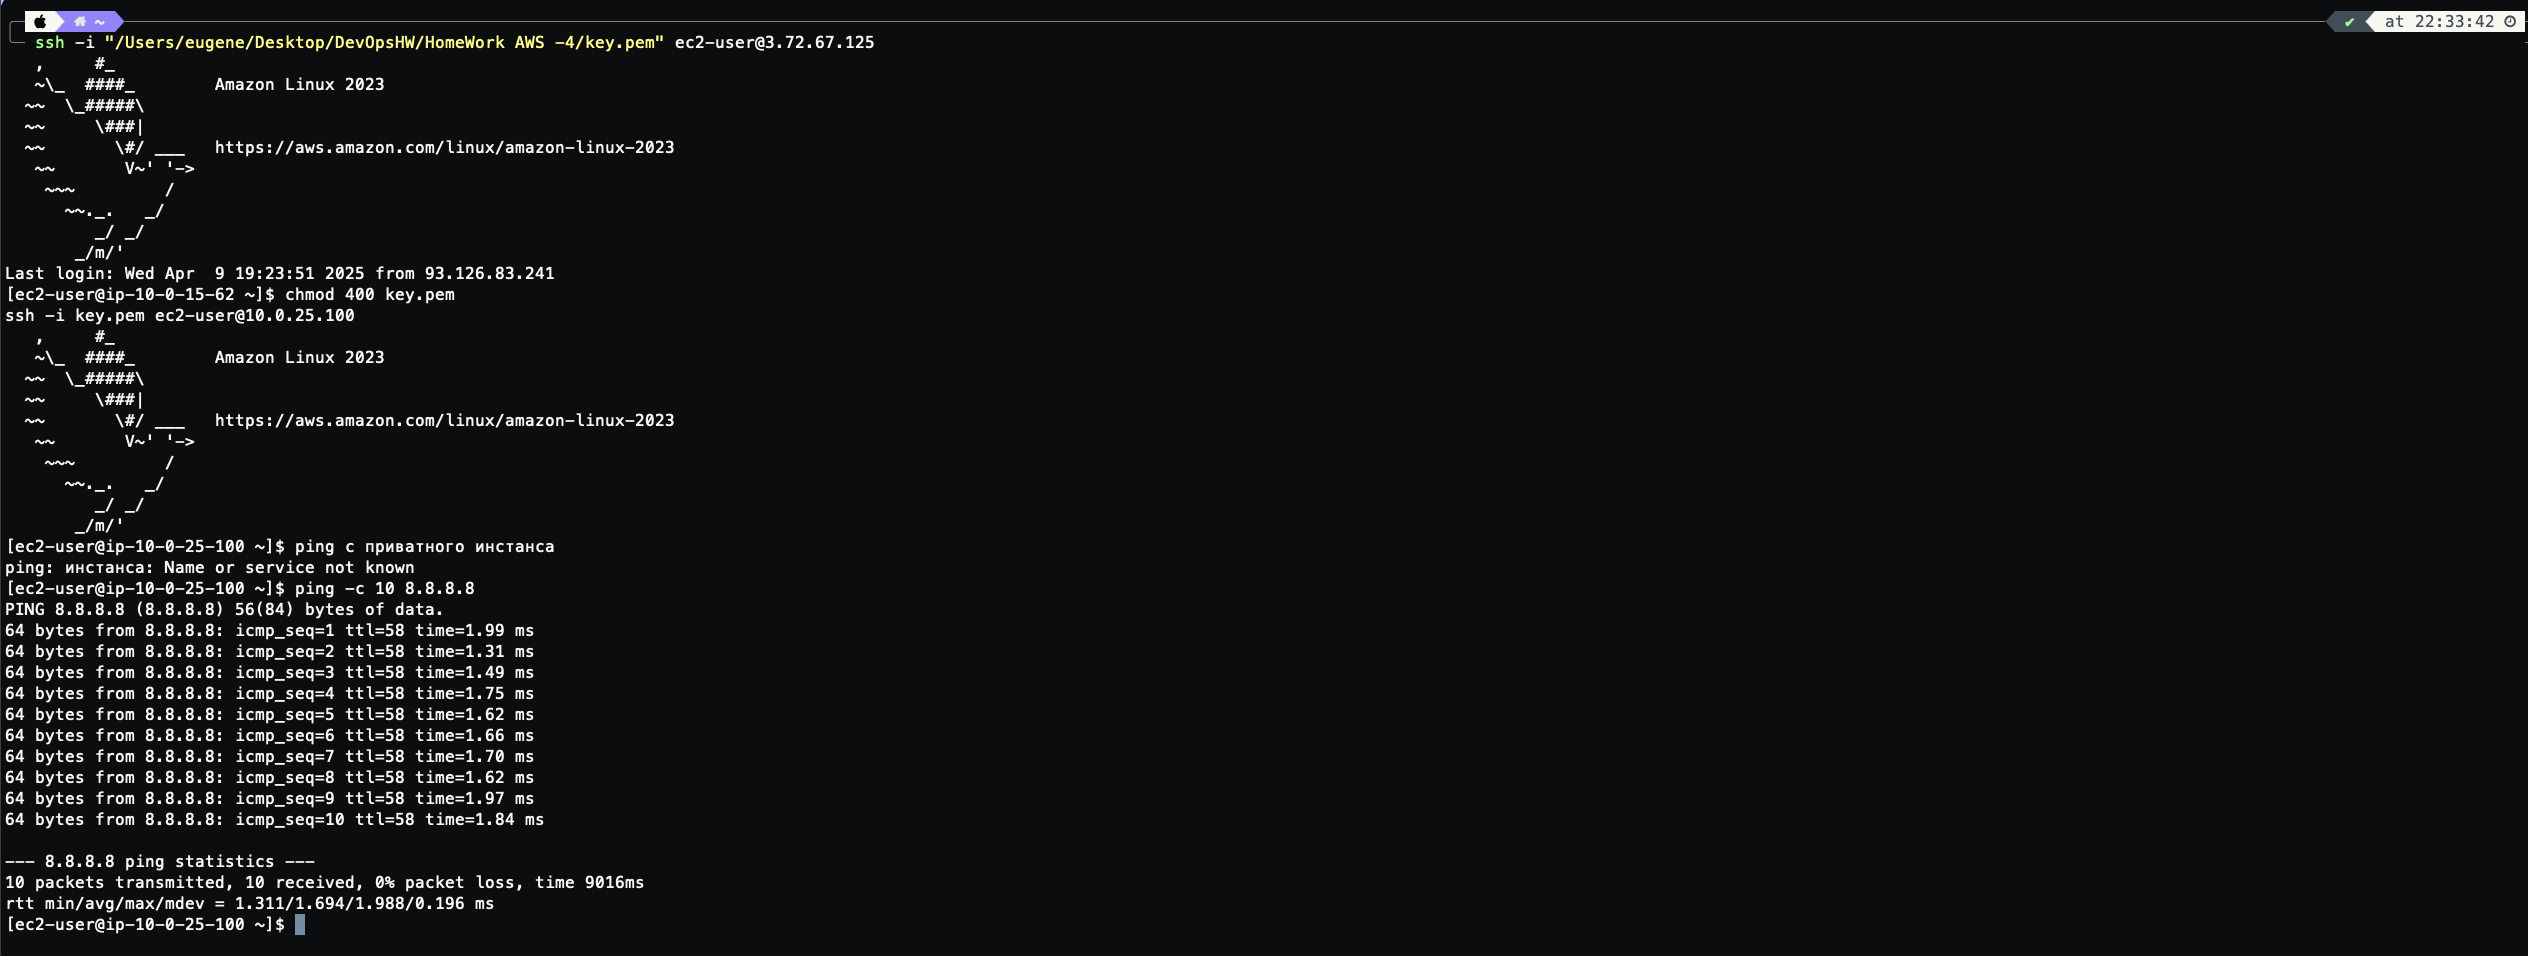 ~ at 22:33:42
ssh -i "/Users/eugene/Desktop/DevOpsHW/HomeWork AWS -4/key.pem" ec2-user@3.72.67.125
   ,     #_
   ~\_  ####_        Amazon Linux 2023
  ~~  \_#####\
  ~~     \###|
  ~~       \#/ ___   https://aws.amazon.com/linux/amazon-linux-2023
   ~~       V~' '->
    ~~~         /
      ~~._.   _/
         _/ _/
       _/m/'
Last login: Wed Apr  9 19:23:51 2025 from 93.126.83.241
[ec2-user@ip-10-0-15-62 ~]$ chmod 400 key.pem
ssh -i key.pem ec2-user@10.0.25.100
   ,     #_
   ~\_  ####_        Amazon Linux 2023
  ~~  \_#####\
  ~~     \###|
  ~~       \#/ ___   https://aws.amazon.com/linux/amazon-linux-2023
   ~~       V~' '->
    ~~~         /
      ~~._.   _/
         _/ _/
       _/m/'
[ec2-user@ip-10-0-25-100 ~]$ ping с приватного инстанса
ping: инстанса: Name or service not known
[ec2-user@ip-10-0-25-100 ~]$ ping -c 10 8.8.8.8
PING 8.8.8.8 (8.8.8.8) 56(84) bytes of data.
64 bytes from 8.8.8.8: icmp_seq=1 ttl=58 time=1.99 ms
64 bytes from 8.8.8.8: icmp_seq=2 ttl=58 time=1.31 ms
64 bytes from 8.8.8.8: icmp_seq=3 ttl=58 time=1.49 ms
64 bytes from 8.8.8.8: icmp_seq=4 ttl=58 time=1.75 ms
64 bytes from 8.8.8.8: icmp_seq=5 ttl=58 time=1.62 ms
64 bytes from 8.8.8.8: icmp_seq=6 ttl=58 time=1.66 ms
64 bytes from 8.8.8.8: icmp_seq=7 ttl=58 time=1.70 ms
64 bytes from 8.8.8.8: icmp_seq=8 ttl=58 time=1.62 ms
64 bytes from 8.8.8.8: icmp_seq=9 ttl=58 time=1.97 ms
64 bytes from 8.8.8.8: icmp_seq=10 ttl=58 time=1.84 ms

--- 8.8.8.8 ping statistics ---
10 packets transmitted, 10 received, 0% packet loss, time 9016ms
rtt min/avg/max/mdev = 1.311/1.694/1.988/0.196 ms
[ec2-user@ip-10-0-25-100 ~]$